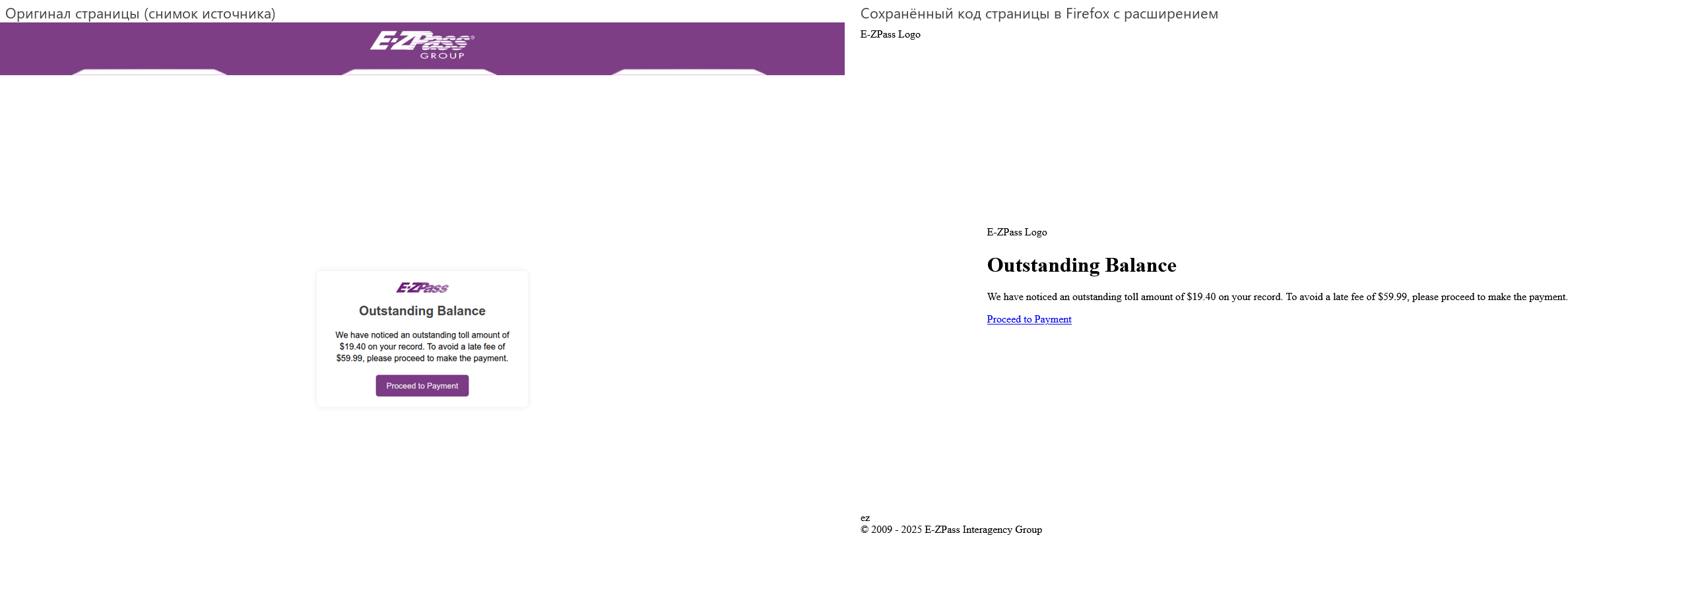 Оригинал страницы (снимок источника)
E-ZPass®
GROUP
E-ZPass
Outstanding Balance
We have noticed an outstanding toll amount of
$19.40 on your record. To avoid a late fee of
$59.99, please proceed to make the payment.
Proceed to Payment
Сохранённый код страницы в Firefox с расширением
E-ZPass Logo
E-ZPass Logo
Outstanding Balance
We have noticed an outstanding toll amount of $19.40 on your record. To avoid a late fee of $59.99, please proceed to make the payment.
Proceed to Payment
ez
© 2009 - 2025 E-ZPass Interagency Group